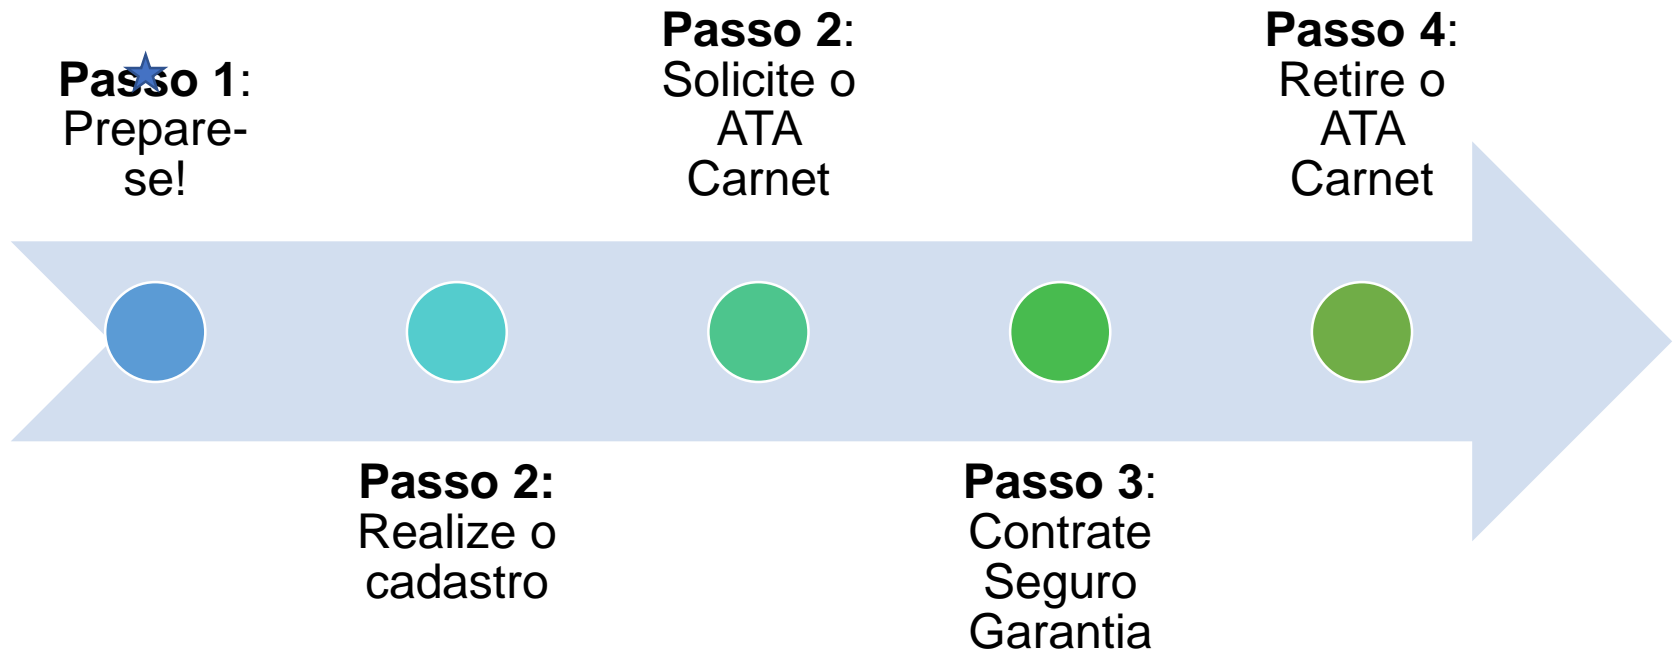 Passo 1:
Prepare-
se!
Passo 2:
Realize o
cadastro
Passo 2:
Solicite o
ATA
Carnet
Passo 3:
Contrate
Seguro
Garantia
Passo 4:
Retire o
ATA
Carnet